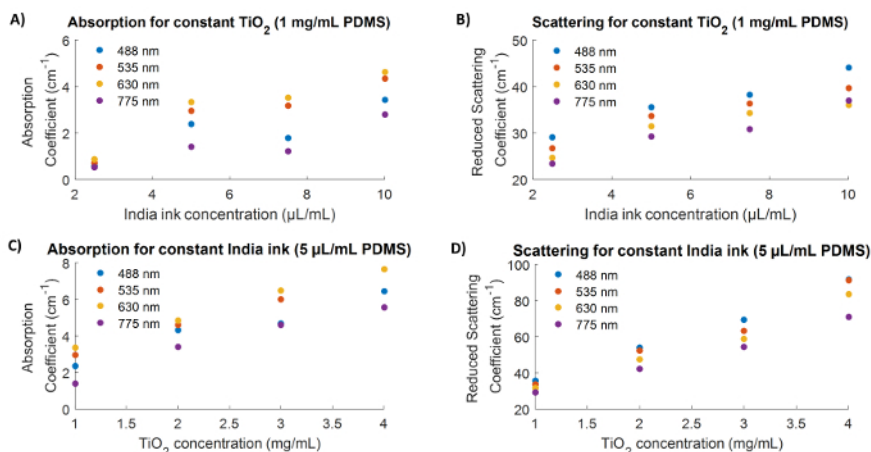 A) Absorption for constant TiO₂ (1 mg/mL PDMS)
6
4
2
0
Absorption
Coefficient (cm⁻¹)
488 nm
535 nm
630 nm
775 nm
2 4 6 8 10
India ink concentration (µL/mL)
B) Scattering for constant TiO₂ (1 mg/mL PDMS)
50
40
30
20
Reduced Scattering
Coefficient (cm⁻¹)
488 nm
535 nm
630 nm
775 nm
2 4 6 8 10
India ink concentration (µL/mL)
C) Absorption for constant India ink (5 µL/mL PDMS)
8
6
4
2
0
Absorption
Coefficient (cm⁻¹)
488 nm
535 nm
630 nm
775 nm
1 1.5 2 2.5 3 3.5 4
TiO₂ concentration (mg/mL)
D) Scattering for constant India ink (5 µL/mL PDMS)
100
80
60
40
20
Reduced Scattering
Coefficient (cm⁻¹)
488 nm
535 nm
630 nm
775 nm
1 1.5 2 2.5 3 3.5 4
TiO₂ concentration (mg/mL)